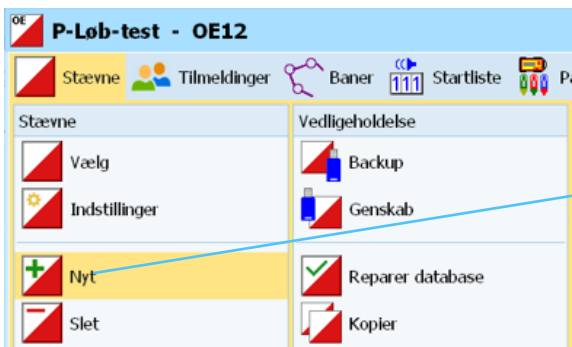 OE P-Løb-test - OE12
Stævne Tilmeldinger Baner 111 Startliste
Stævne
Vælg
Indstillinger
Nyt
Slet
Vedligeholdelse
Backup
Genskab
Reparer database
Kopier